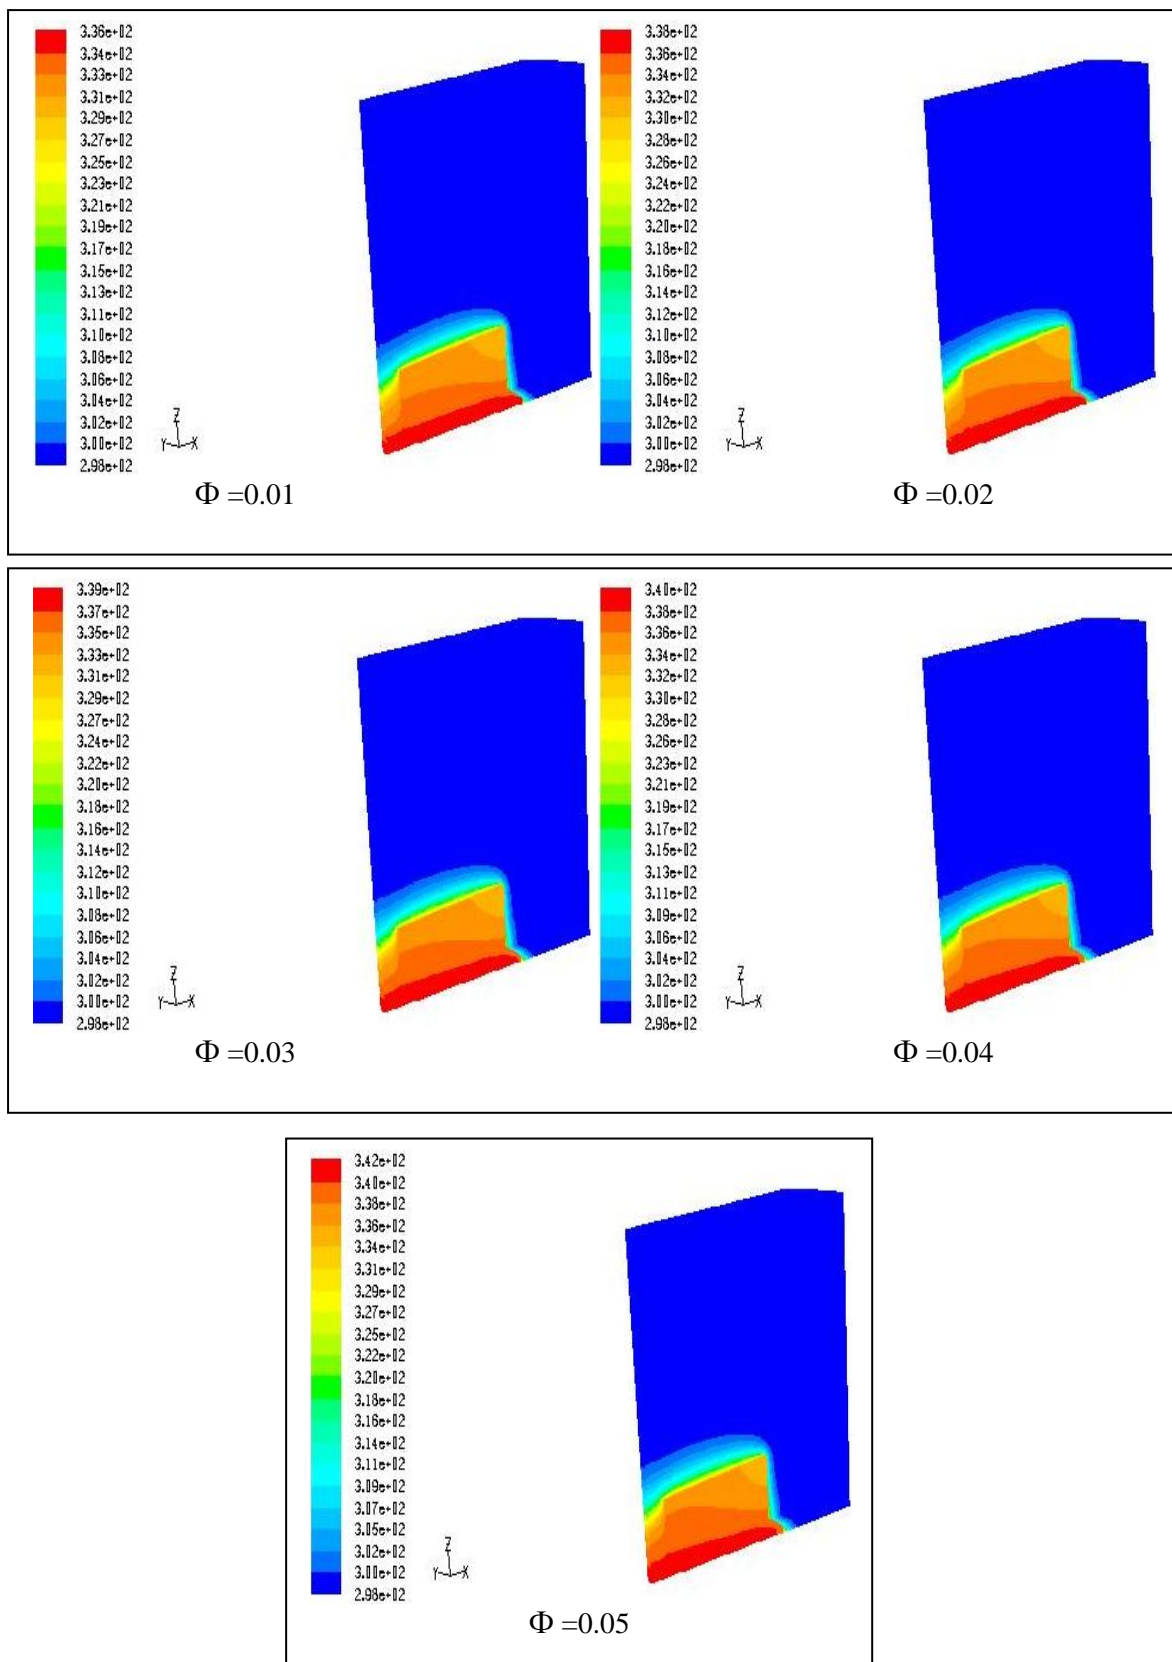 3.36e+02
3.34e+02
3.33e+02
3.31e+02
3.29e+02
3.27e+02
3.25e+02
3.23e+02
3.21e+02
3.19e+02
3.17e+02
3.15e+02
3.13e+02
3.11e+02
3.10e+02
3.08e+02
3.06e+02
3.04e+02
3.02e+02
3.00e+02
2.98e+02
Z
Y X
Φ =0.01
3.38e+02
3.36e+02
3.34e+02
3.32e+02
3.30e+02
3.28e+02
3.26e+02
3.24e+02
3.22e+02
3.20e+02
3.18e+02
3.16e+02
3.14e+02
3.12e+02
3.10e+02
3.08e+02
3.06e+02
3.04e+02
3.02e+02
3.00e+02
2.98e+02
Z
Y X
Φ =0.02
3.39e+02
3.37e+02
3.35e+02
3.33e+02
3.31e+02
3.29e+02
3.27e+02
3.24e+02
3.22e+02
3.20e+02
3.18e+02
3.16e+02
3.14e+02
3.12e+02
3.10e+02
3.08e+02
3.06e+02
3.04e+02
3.02e+02
3.00e+02
2.98e+02
Z
Y X
Φ =0.03
3.40e+02
3.38e+02
3.36e+02
3.34e+02
3.32e+02
3.30e+02
3.28e+02
3.26e+02
3.23e+02
3.21e+02
3.19e+02
3.17e+02
3.15e+02
3.13e+02
3.11e+02
3.09e+02
3.06e+02
3.04e+02
3.02e+02
3.00e+02
2.98e+02
Z
Y X
Φ =0.04
3.42e+02
3.40e+02
3.38e+02
3.36e+02
3.34e+02
3.31e+02
3.29e+02
3.27e+02
3.25e+02
3.22e+02
3.20e+02
3.18e+02
3.16e+02
3.14e+02
3.11e+02
3.09e+02
3.07e+02
3.05e+02
3.02e+02
3.00e+02
2.98e+02
Z
Y X
Φ =0.05